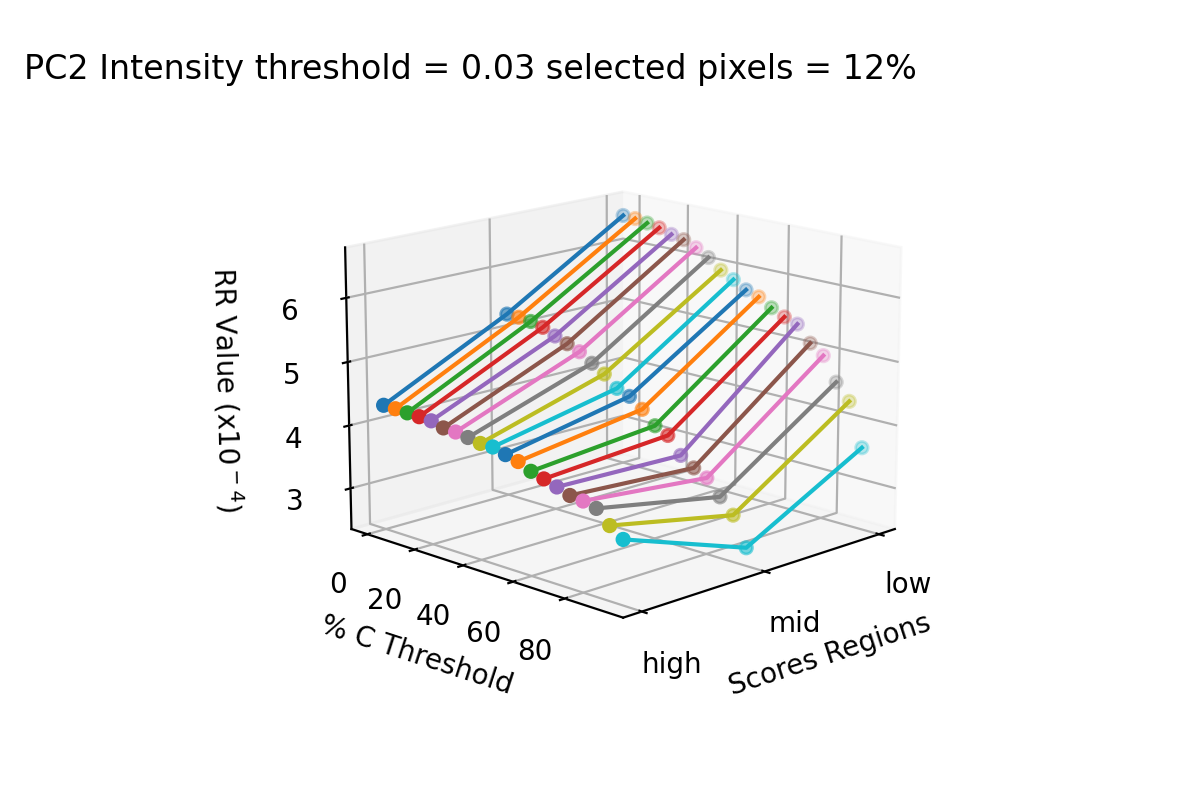 PC2 Intensity threshold = 0.03 selected pixels = 12%
RR Value (x10⁻⁴)
6
5
4
3
0
20
40
60
80
% C Threshold
high
mid
low
Scores Regions